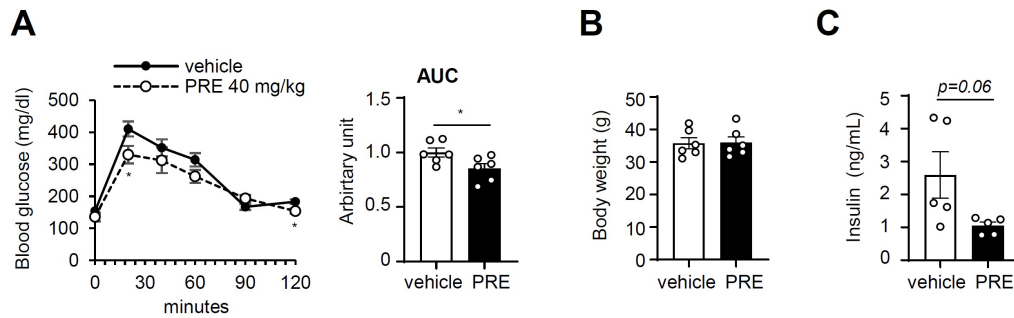 A
vehicle
PRE 40 mg/kg
Blood glucose (mg/dl)
500
400
300
200
100
0
*
*
0
30
60
90
120
minutes
AUC
Arbirtary unit
1.5
1.0
0.5
0
*
vehicle
PRE
B
Body weight (g)
50
40
30
20
10
0
vehicle
PRE
C
Insulin (ng/mL)
5
4
3
2
1
0
p=0.06
vehicle
PRE